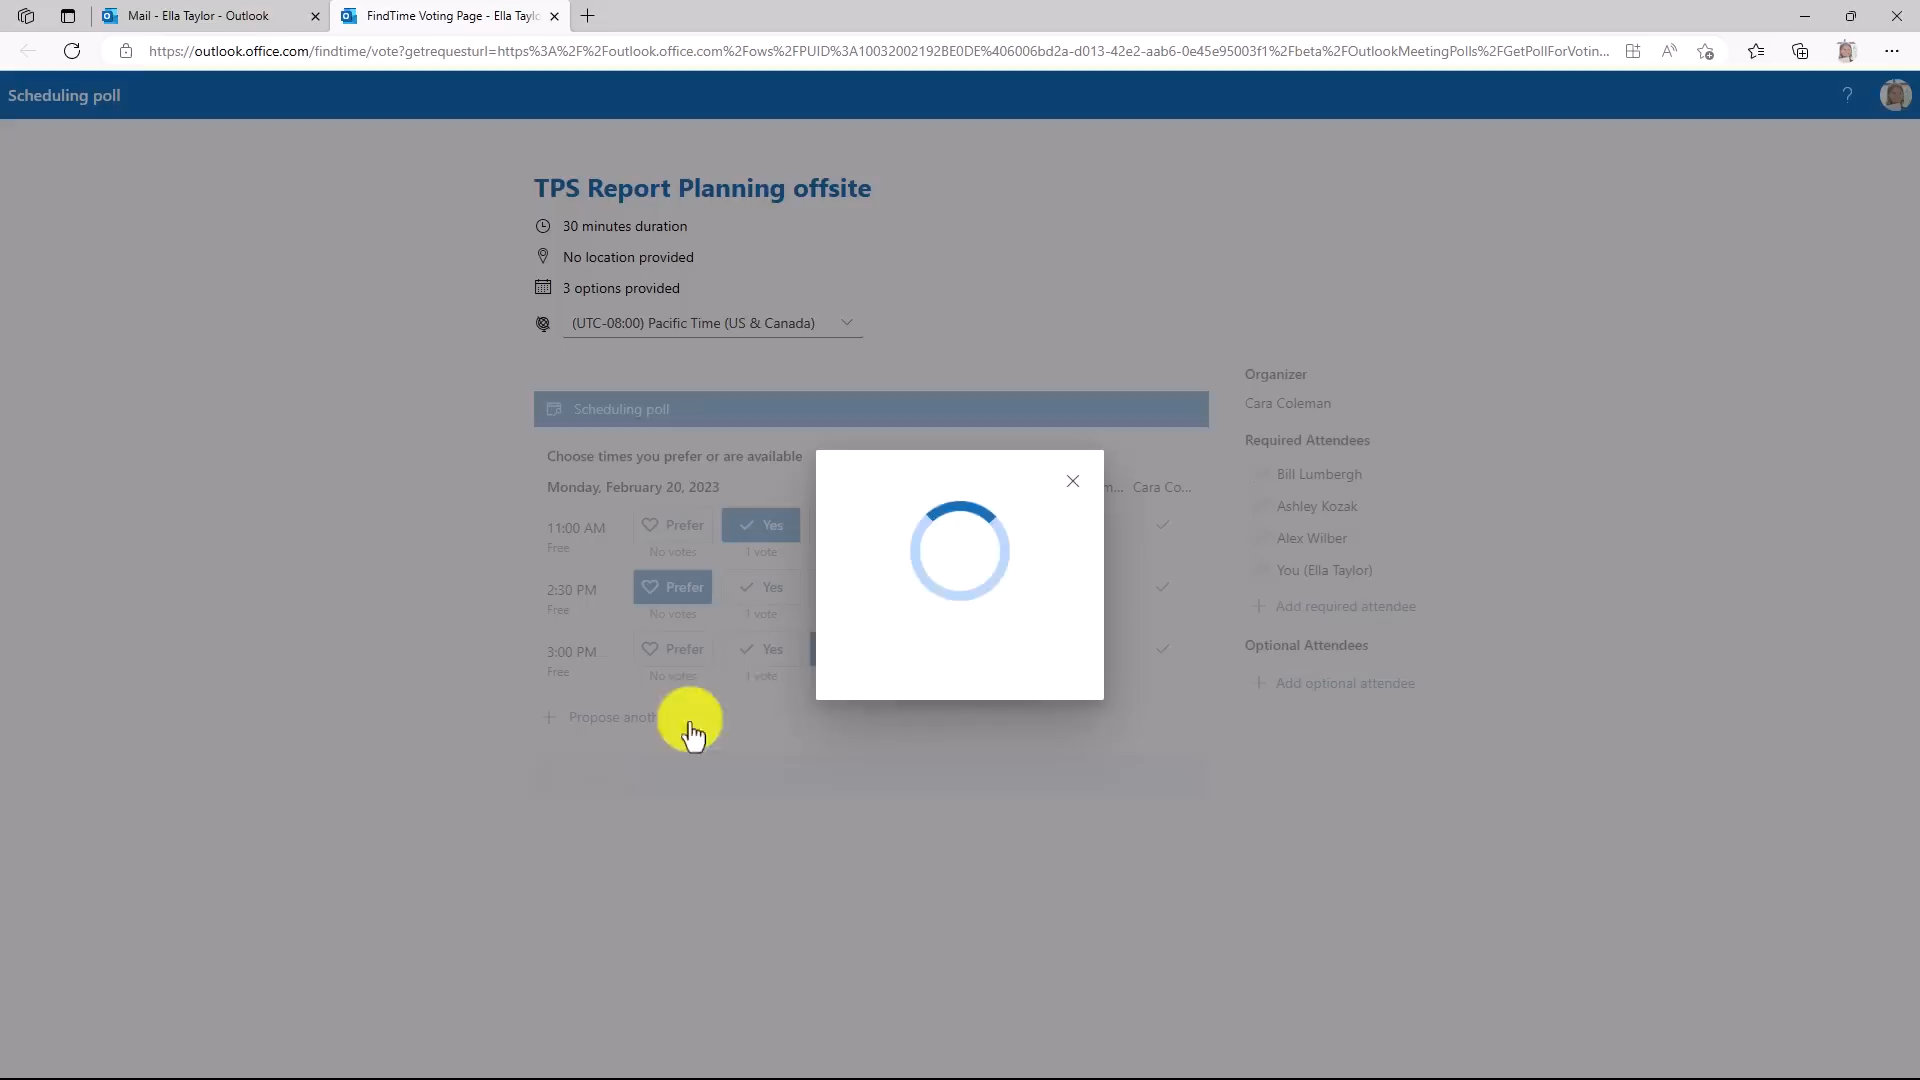 Mail - Ella Taylor - Outlook
FindTime Voting Page - Ella Taylo
https://outlook.office.com/findtime/vote?getrequesturl=https%3A%2F%2Foutlook.office.com%2Fows%2FPUID%3A10032002192BE0DE%406006bd2a-d013-42e2-aab6-0e45e95003f1%2Fbeta%2FOutlookMeetingPolls%2FGetPollForVotin...
Scheduling poll
?
TPS Report Planning offsite
30 minutes duration
No location provided
3 options provided
(UTC-08:00) Pacific Time (US & Canada)
Scheduling poll
Choose times you prefer or are available
Monday, February 20, 2023
m... Cara Co...
11:00 AM Prefer Yes
Free No votes 1 vote
2:30 PM Prefer Yes
Free No votes 1 vote
3:00 PM Prefer Yes
Free No votes 1 vote
Propose anoth
Organizer
Cara Coleman
Required Attendees
Bill Lumbergh
Ashley Kozak
Alex Wilber
You (Ella Taylor)
Add required attendee
Optional Attendees
Add optional attendee